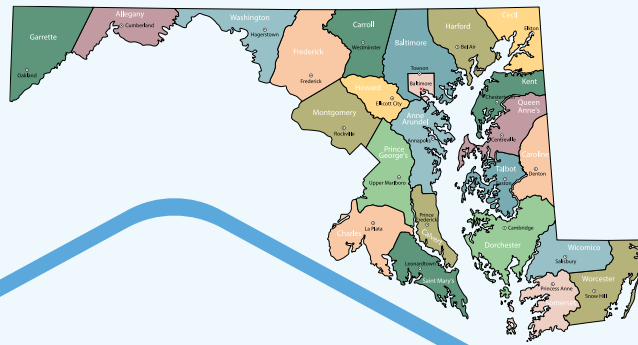 Garrette
Oakland
Allegany
Cumberland
Washington
Hagerstown
Frederick
Frederick
Carroll
Westminster
Baltimore
Towson
Baltimore
Harford
Bel Air
Cecil
Elkton
Howard
Ellicott City
Montgomery
Rockville
Anne
Arundel
Annapolis
Prince
George's
Upper Marlboro
Kent
Queen
Anne's
Centreville
Caroline
Denton
Talbot
Charles
La Plata
Prince
Frederick
Calvert
Leonardtown
Saint Mary's
Cambridge
Dorchester
Wicomico
Salisbury
Princess Anne
Somerset
Worcester
Snow Hill